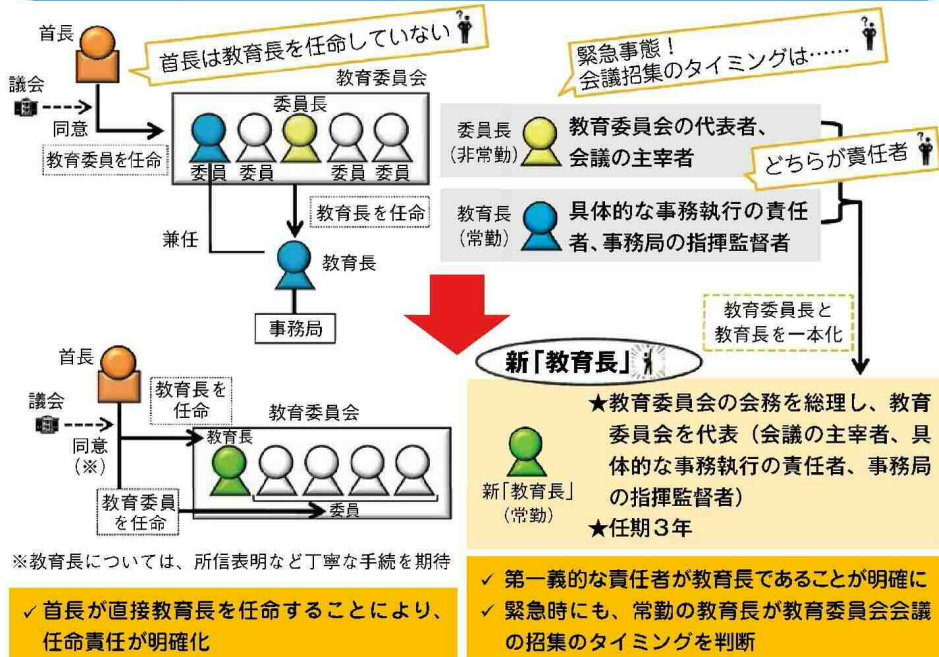 首長
首長は教育長を任命していない
議会
同意
教育委員を任命
教育委員会
委員長
委員 委員 委員 委員
教育長を任命
兼任
教育長
事務局
緊急事態！
会議招集のタイミングは……
委員長
(非常勤)
教育委員会の代表者、
会議の主宰者
どちらが責任者
教育長
(常勤)
具体的な事務執行の責任
者、事務局の指揮監督者
教育委員長と
教育長を一本化
首長
議会
同意
(※)
教育長を
任命
教育委員会
教育長
委員
教育委員
を任命
※教育長については、所信表明など丁寧な手続を期待
✓ 首長が直接教育長を任命することにより、
任命責任が明確化
新「教育長」
新「教育長」
(常勤)
★教育委員会の会務を総理し、教育
委員会を代表（会議の主宰者、具
体的な事務執行の責任者、事務局
の指揮監督者）
★任期３年
✓ 第一義的な責任者が教育長であることが明確に
✓ 緊急時にも、常勤の教育長が教育委員会会議
の招集のタイミングを判断